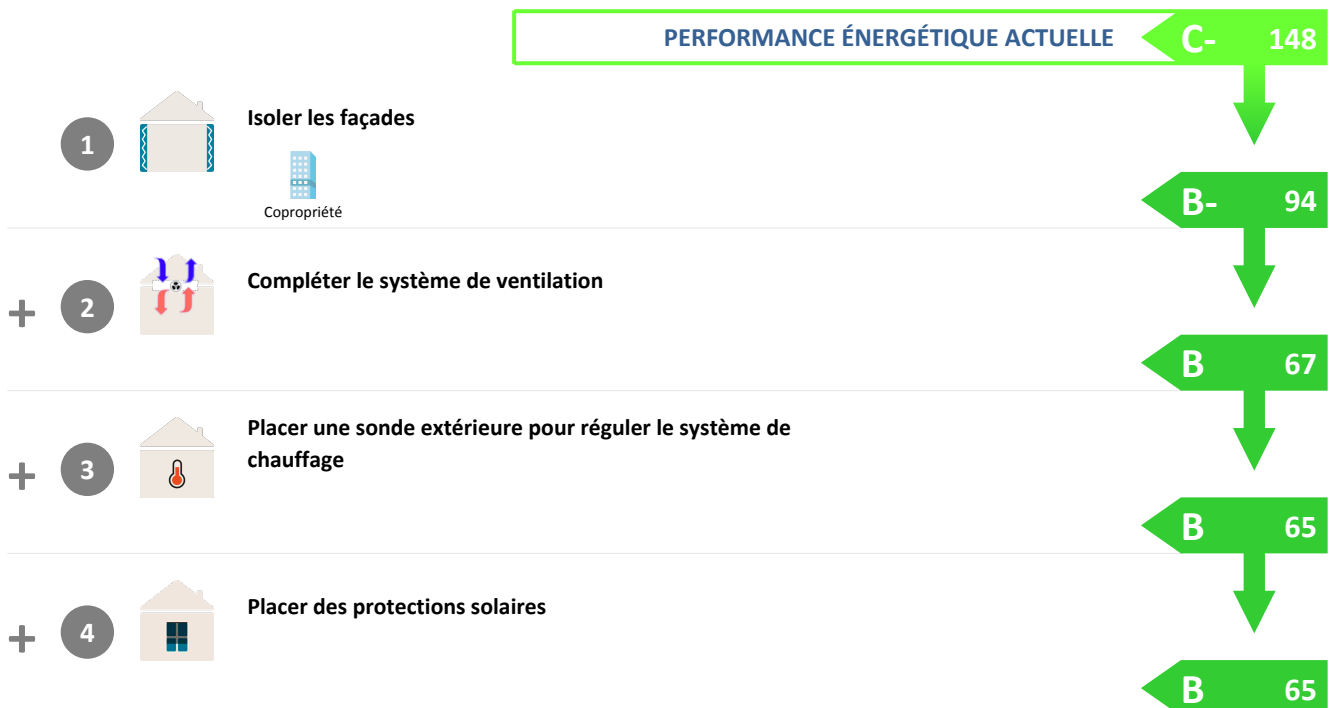 PERFORMANCE ÉNERGÉTIQUE ACTUELLE
C- 148
1
Isoler les façades
Copropriété
B- 94
+ 2
Compléter le système de ventilation
B 67
+ 3
Placer une sonde extérieure pour réguler le système de
chauffage
B 65
+ 4
Placer des protections solaires
B 65